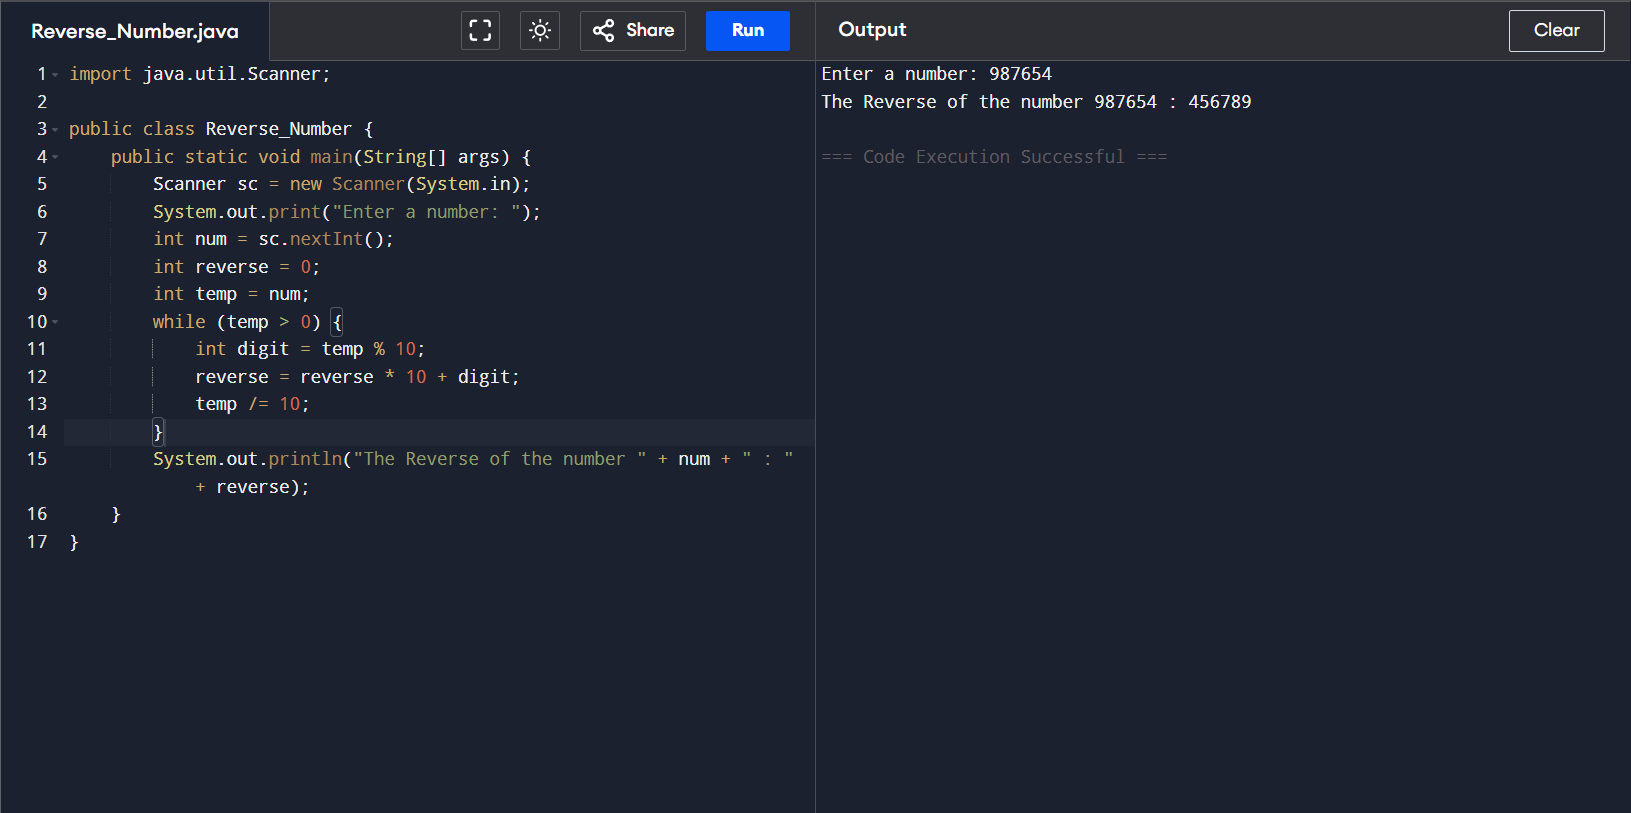 Reverse_Number.java
Share
Run
1 import java.util.Scanner;
2
3 public class Reverse_Number {
4     public static void main(String[] args) {
5         Scanner sc = new Scanner(System.in);
6         System.out.print("Enter a number: ");
7         int num = sc.nextInt();
8         int reverse = 0;
9         int temp = num;
10         while (temp > 0) {
11             int digit = temp % 10;
12             reverse = reverse * 10 + digit;
13             temp /= 10;
14         }
15         System.out.println("The Reverse of the number " + num + " : "
            + reverse);
16     }
17 }
Output
Clear
Enter a number: 987654
The Reverse of the number 987654 : 456789
=== Code Execution Successful ===